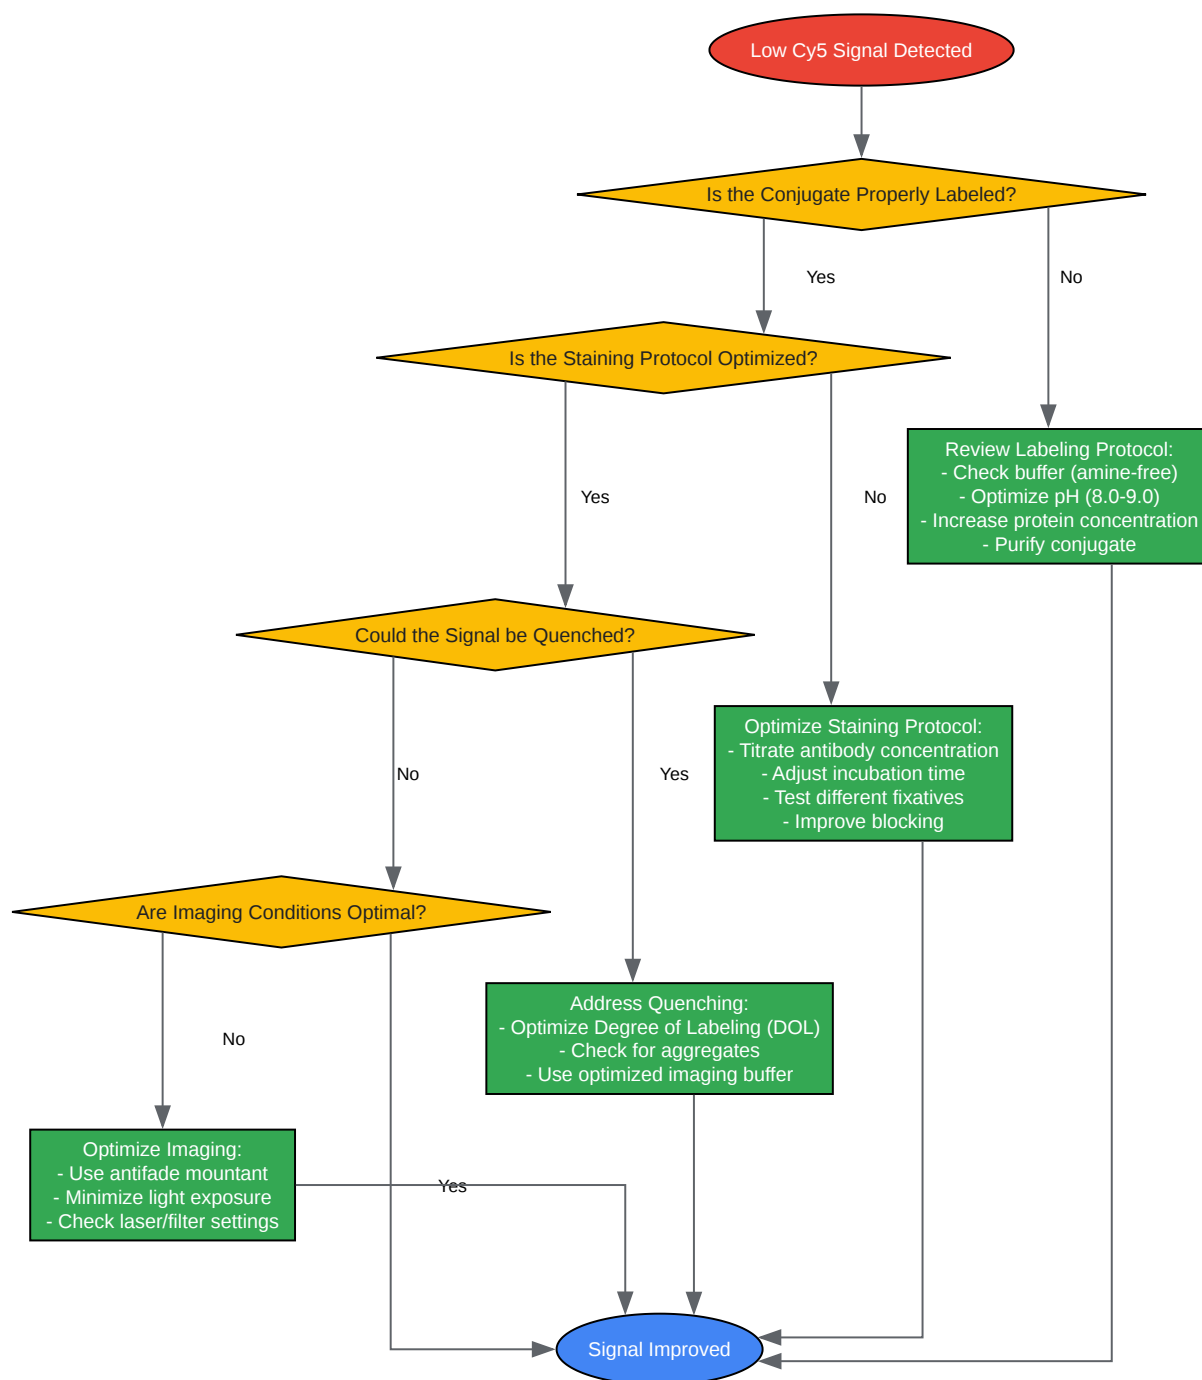 Low Cy5 Signal Detected
Is the Conjugate Properly Labeled?
Yes
No
Is the Staining Protocol Optimized?
Review Labeling Protocol:
- Check buffer (amine-free)
- Optimize pH (8.0-9.0)
- Increase protein concentration
- Purify conjugate
Yes
No
Could the Signal be Quenched?
Optimize Staining Protocol:
- Titrate antibody concentration
- Adjust incubation time
- Test different fixatives
- Improve blocking
No
Yes
Are Imaging Conditions Optimal?
Address Quenching:
- Optimize Degree of Labeling (DOL)
- Check for aggregates
- Use optimized imaging buffer
No
Optimize Imaging:
- Use antifade mountant
- Minimize light exposure
- Check laser/filter settings
Yes
Signal Improved